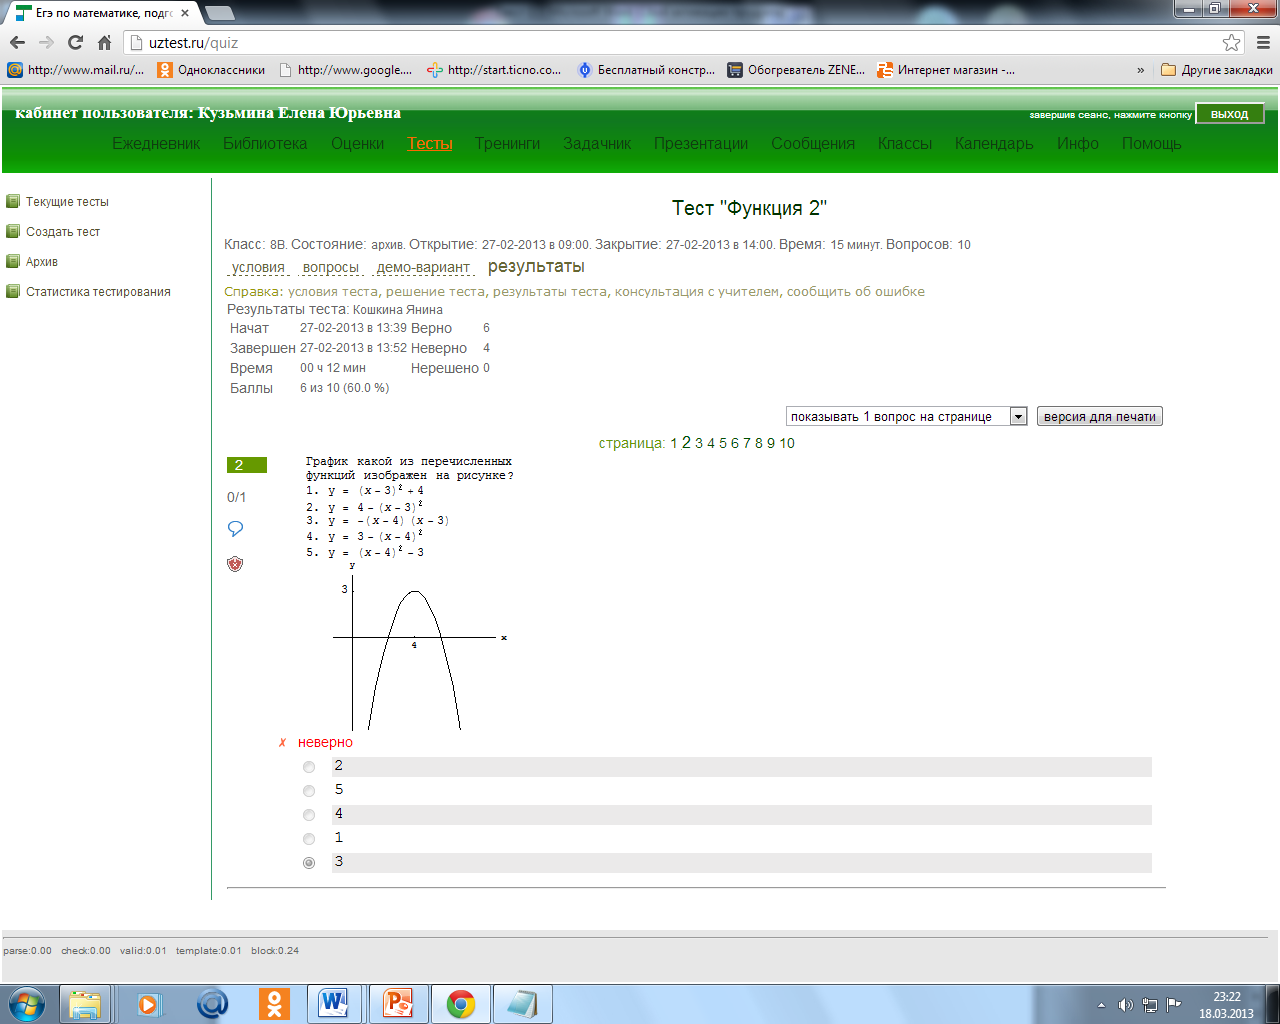 Егэ по математике, подго
uztest.ru/quiz
http://www.mail.ru/... Одноклассники http://www.google.... http://start.ticno.co... Бесплатный констр... Обогреватель ZENE... Интернет магазин -... » Другие закладки
кабинет пользователя: Кузьмина Елена Юрьевна
завершив сеанс, нажмите кнопку выход
Ежедневник Библиотека Оценки Тесты Тренинги Задачник Презентации Сообщения Классы Календарь Инфо Помощь
Текущие тесты
Создать тест
Архив
Статистика тестирования
Тест "Функция 2"
Класс: 8В. Состояние: архив. Открытие: 27-02-2013 в 09:00. Закрытие: 27-02-2013 в 14:00. Время: 15 минут. Вопросов: 10
условия вопросы демо-вариант результаты
Справка: условия теста, решение теста, результаты теста, консультация с учителем, сообщить об ошибке
Результаты теста: Кошкина Янина
Начат 27-02-2013 в 13:39 Верно 6
Завершен 27-02-2013 в 13:52 Неверно 4
Время 00 ч 12 мин Нерешено 0
Баллы 6 из 10 (60.0 %)
показывать 1 вопрос на странице версия для печати
страница: 1 2 3 4 5 6 7 8 9 10
2
0/1
График какой из перечисленных
функций изображен на рисунке?
1. y = (x – 3)² + 4
2. y = 4 – (x – 3)²
3. y = – (x – 4) (x – 3)
4. y = 3 – (x – 4)²
5. y = (x – 4)² – 3
y
3
x
4
✗ неверно
2
5
4
1
3
parse:0.00 check:0.00 valid:0.01 template:0.01 block:0.24
23:22
18.03.2013